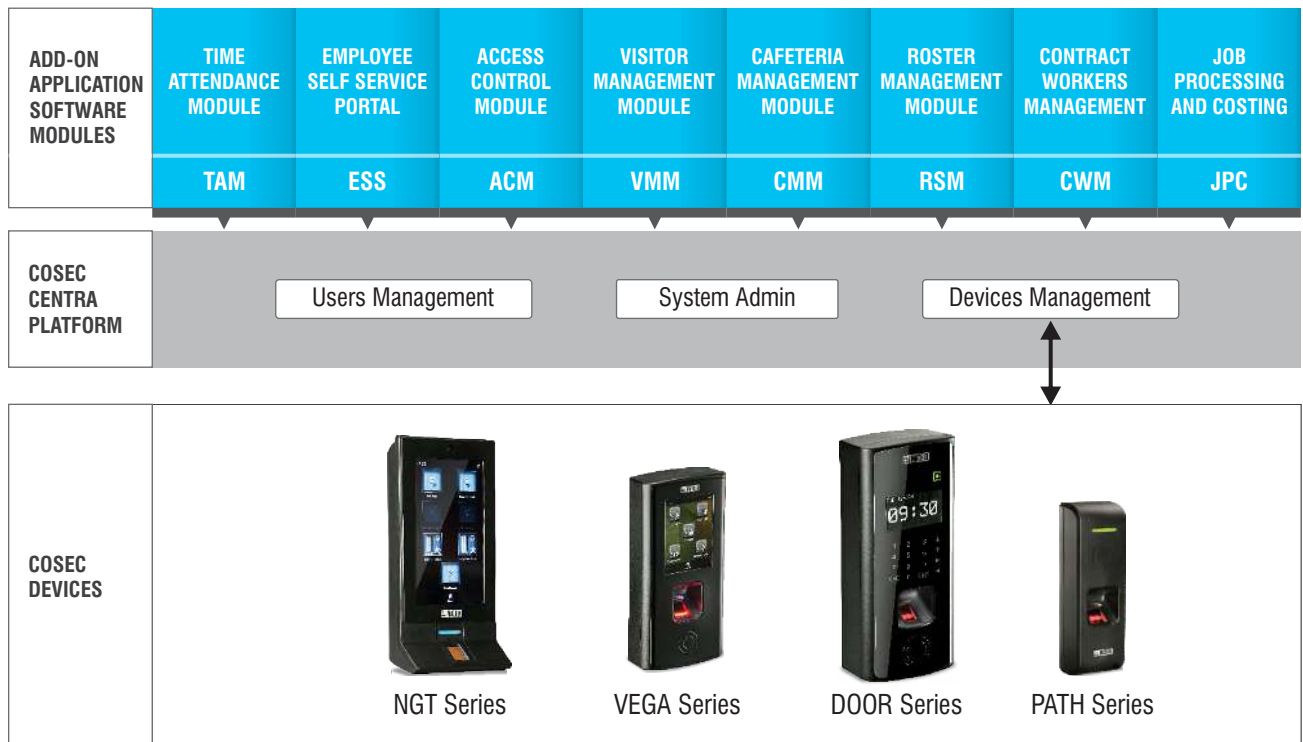 ADD-ON
APPLICATION
SOFTWARE
MODULES
TIME
ATTENDANCE
MODULE
EMPLOYEE
SELF SERVICE
PORTAL
ACCESS
CONTROL
MODULE
VISITOR
MANAGEMENT
MODULE
CAFETERIA
MANAGEMENT
MODULE
ROSTER
MANAGEMENT
MODULE
CONTRACT
WORKERS
MANAGEMENT
JOB
PROCESSING
AND COSTING
TAM
ESS
ACM
VMM
CMM
RSM
CWM
JPC
COSEC
CENTRA
PLATFORM
Users Management
System Admin
Devices Management
COSEC
DEVICES
09:30
NGT Series
VEGA Series
DOOR Series
PATH Series